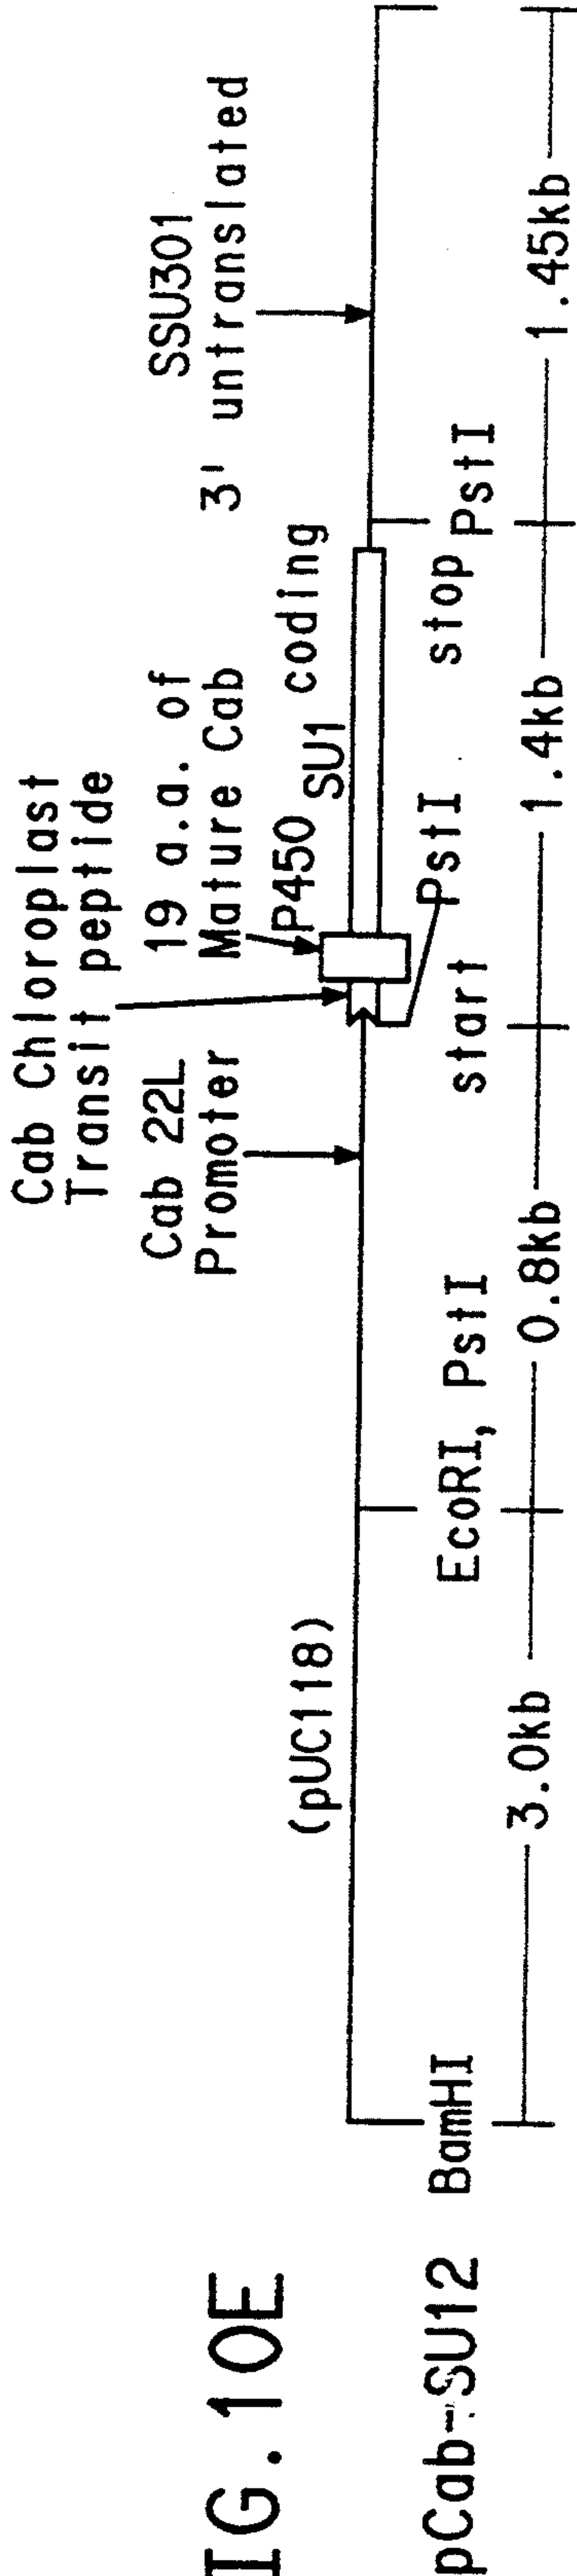 IG. 10E
pCab-SU12
Cab Chloroplast
Transit peptide
19 a.a. of
Mature Cab
Cab 22L
Promoter
P450
SU1 coding
SSU301
3' untranslated
(pUC118)
BamHI
EcoRI, PstI
start
PstI
stop
PstI
3.0kb
0.8kb
1.4kb
1.45kb